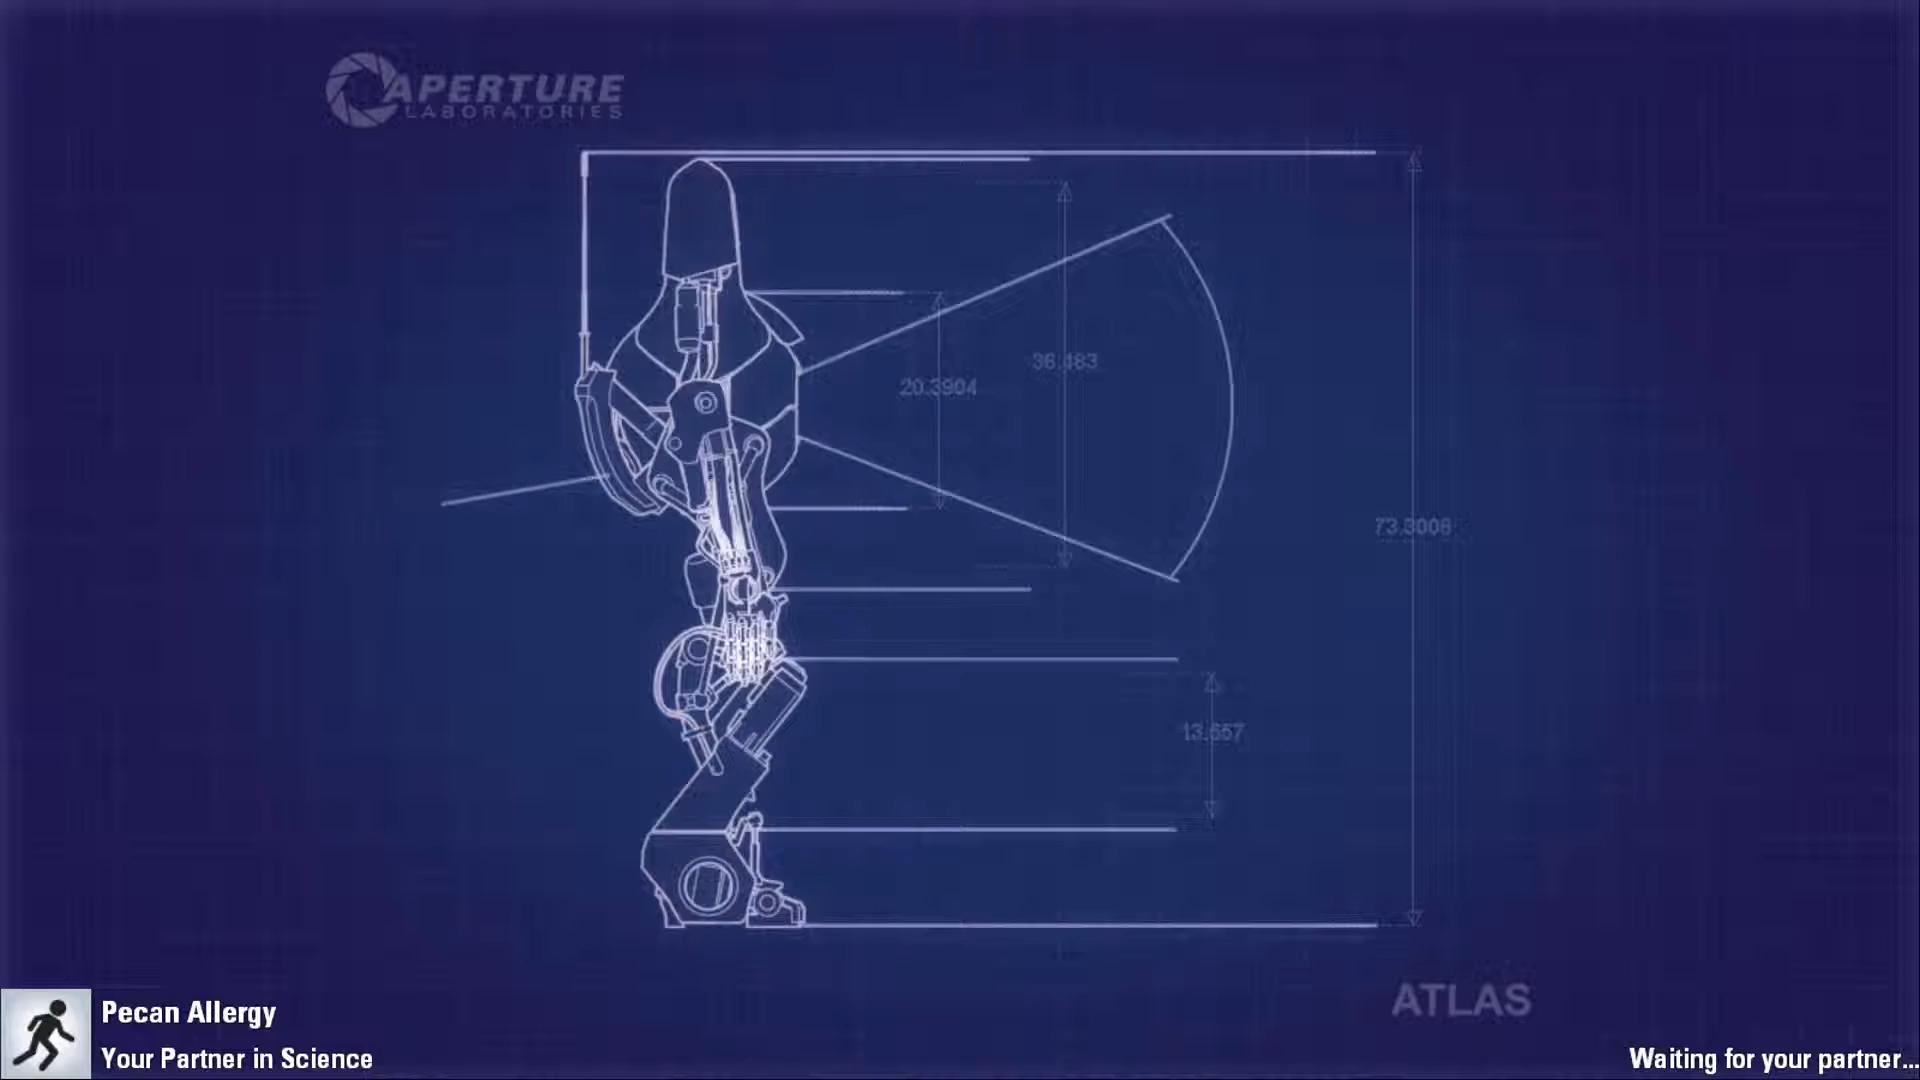 APERTURE
LABORATORIES
36.483
20.3904
73.3006
13.657
ATLAS
Pecan Allergy
Your Partner in Science
Waiting for your partner...